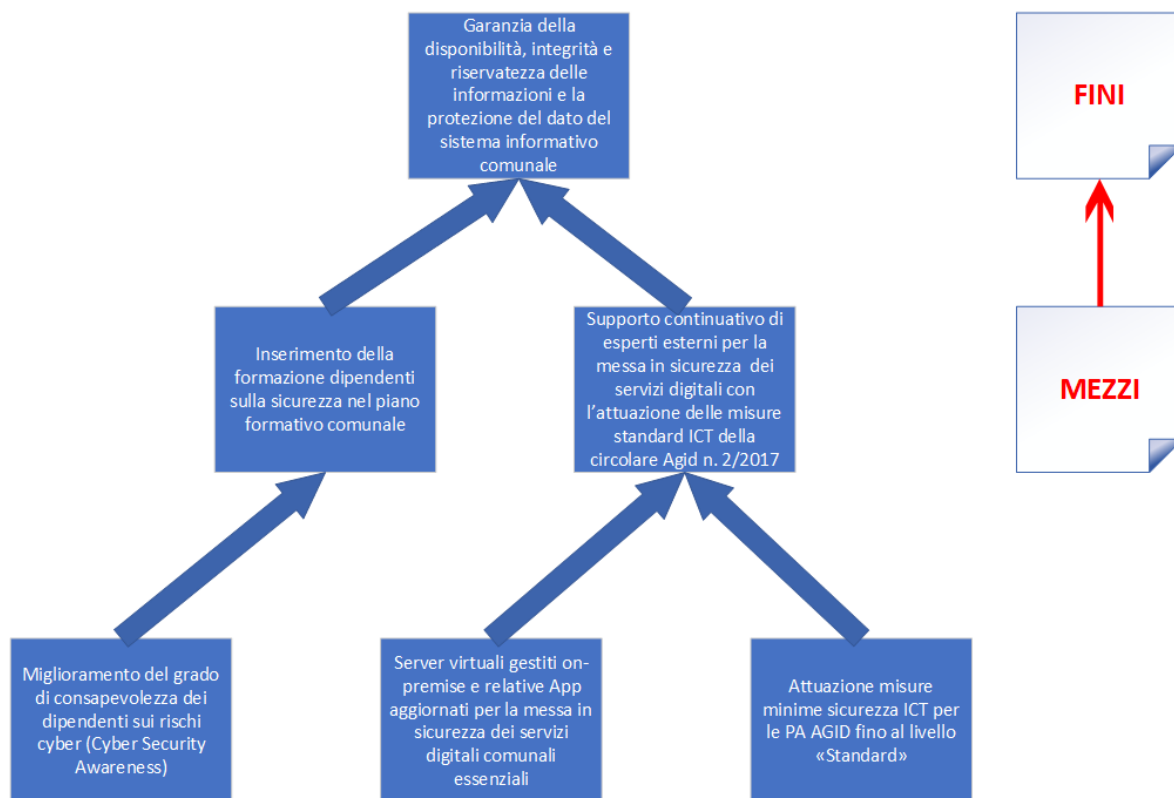 Garanzia della
disponibilità, integrità e
riservatezza delle
informazioni e la
protezione del dato del
sistema informativo
comunale
FINI
Inserimento della
formazione dipendenti
sulla sicurezza nel piano
formativo comunale
Supporto continuativo di
esperti esterni per la
messa in sicurezza dei
servizi digitali con
l'attuazione delle misure
standard ICT della
circolare Agid n. 2/2017
MEZZI
Miglioramento del grado
di consapevolezza dei
dipendenti sui rischi
cyber (Cyber Security
Awareness)
Server virtuali gestiti on-
premise e relative App
aggiornati per la messa in
sicurezza dei servizi
digitali comunali
essenziali
Attuazione misure
minime sicurezza ICT per
le PA AGID fino al livello
«Standard»